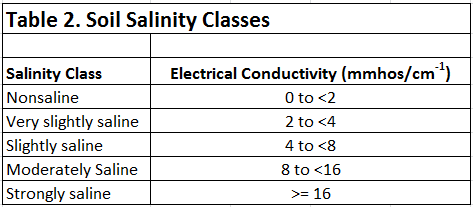 Table 2. Soil Salinity Classes
Salinity Class Electrical Conductivity (mmhos/cm⁻¹)
Nonsaline 0 to <2
Very slightly saline 2 to <4
Slightly saline 4 to <8
Moderately Saline 8 to <16
Strongly saline >= 16